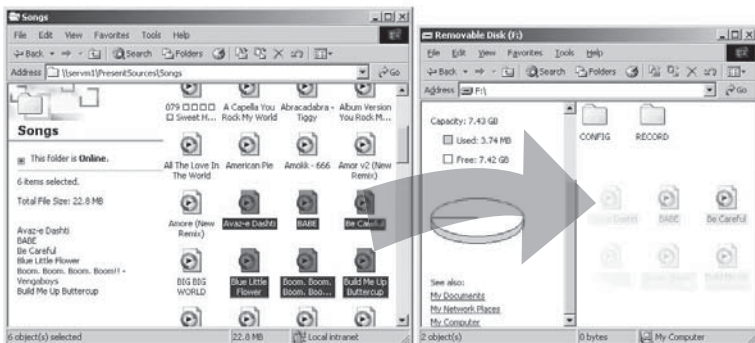 Songs
File Edit View Favorites Tools Help
Back Search Folders
Address \\servm1\PresentSources\Songs Go
Songs
This folder is Online.
6 items selected.
Total File Size: 22.8 MB
Avaz-e Dashti
BABE
Be Careful
Blue Little Flower
Boom. Boom. Boom. Boom!! -
Vengaboys
Build Me Up Buttercup
079 □□□□ A Capella You Abracadabra - Album Version
□ Sweet H... Rock My World Tiggy You Rock M...
All The Love In American Pie Amokk - 666 Amor v2 (New
The World Remix)
Amore (New Avaz-e Dashti BABE Be Careful
Remix)
BIG BIG Blue Little Boom. Boom. Build Me Up
WORLD Flower Boom. Boo... Buttercup
6 object(s) selected 22.8 MB Local intranet
Removable Disk (F:)
File Edit View Favorites Tools Help
Back Search Folders
Address F:\ Go
Capacity: 7.43 GB
Used: 3.74 MB
Free: 7.42 GB
See also:
My Documents
My Network Places
My Computer
CONFIG RECORD
BABE Be Careful
2 object(s) 0 bytes My Computer